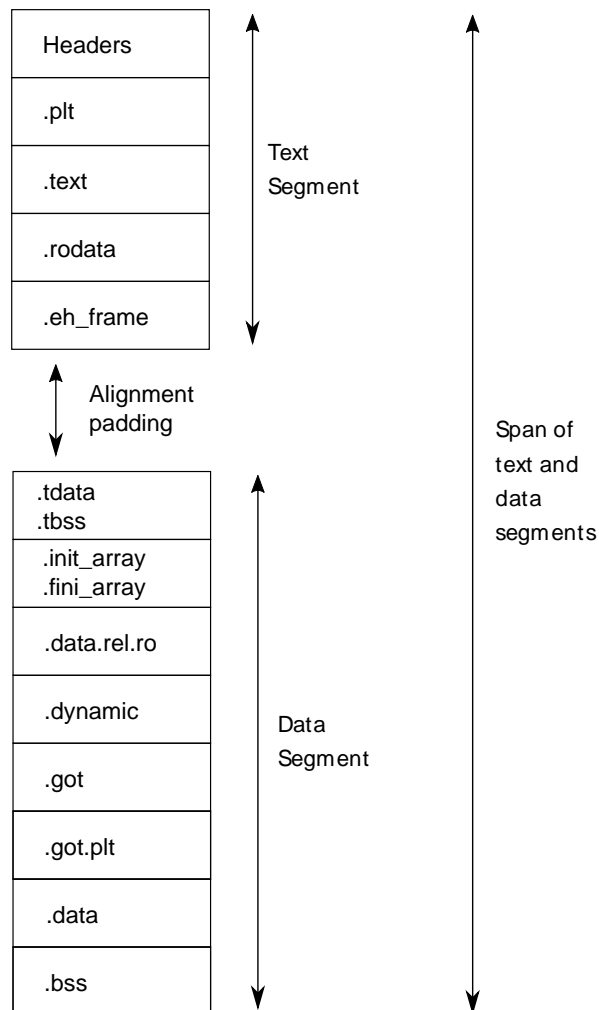 Headers
.plt
.text
.rodata
.eh_frame
Text
Segment
Alignment
padding
.tdata
.tbss
.init_array
.fini_array
.data.rel.ro
.dynamic
.got
.got.plt
.data
.bss
Data
Segment
Span of
text and
data
segments